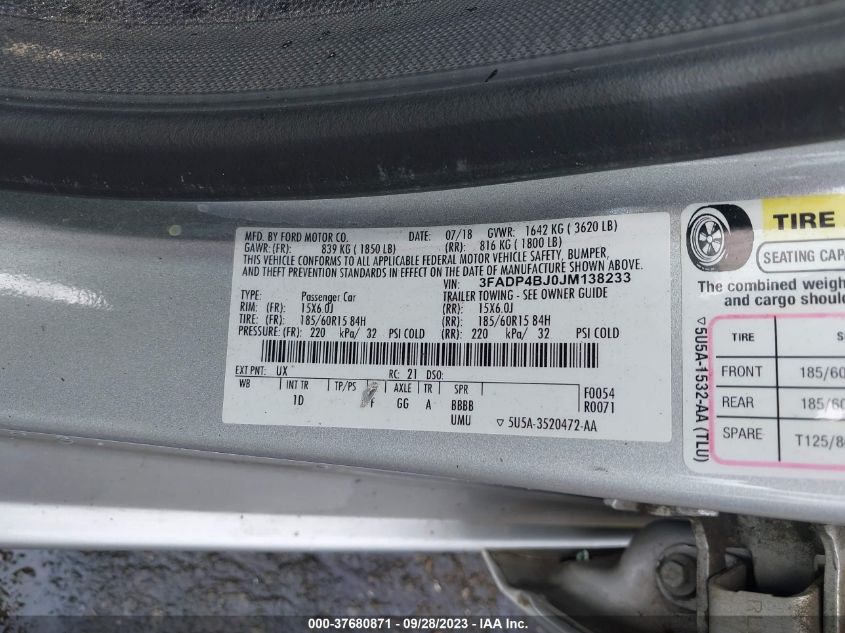 MFD. BY FORD MOTOR CO. DATE: 07/18 GVWR: 1642 KG ( 3620 LB)
GAWR: (FR): 839 KG ( 1850 LB) (RR): 816 KG ( 1800 LB)
THIS VEHICLE CONFORMS TO ALL APPLICABLE FEDERAL MOTOR VEHICLE SAFETY, BUMPER,
AND THEFT PREVENTION STANDARDS IN EFFECT ON THE DATE OF MANUFACTURE SHOWN ABOVE.
VIN: 3FADP4BJ0JM138233
TYPE: Passenger Car TRAILER TOWING - SEE OWNER GUIDE
RIM: (FR): 15X6.0J (RR): 15X6.0J
TIRE: (FR): 185/60R15 84H (RR): 185/60R15 84H
PRESSURE: (FR): 220 kPa/ 32 PSI COLD (RR): 220 kPa/ 32 PSI COLD
EXT PNT: UX RC: 21 DSO:
WB INT TR TP/PS AXLE TR SPR F0054
1D F GG A BBBB R0071
UMU ▽ 5U5A-3520472-AA
TIRE
SEATING CAP
The combined weigh
and cargo shoul
▽ 5U5A-1532-AA (TLU)
TIRE S
FRONT 185/60
REAR 185/60
SPARE T125/8
000-37680871 - 09/28/2023 - IAA Inc.